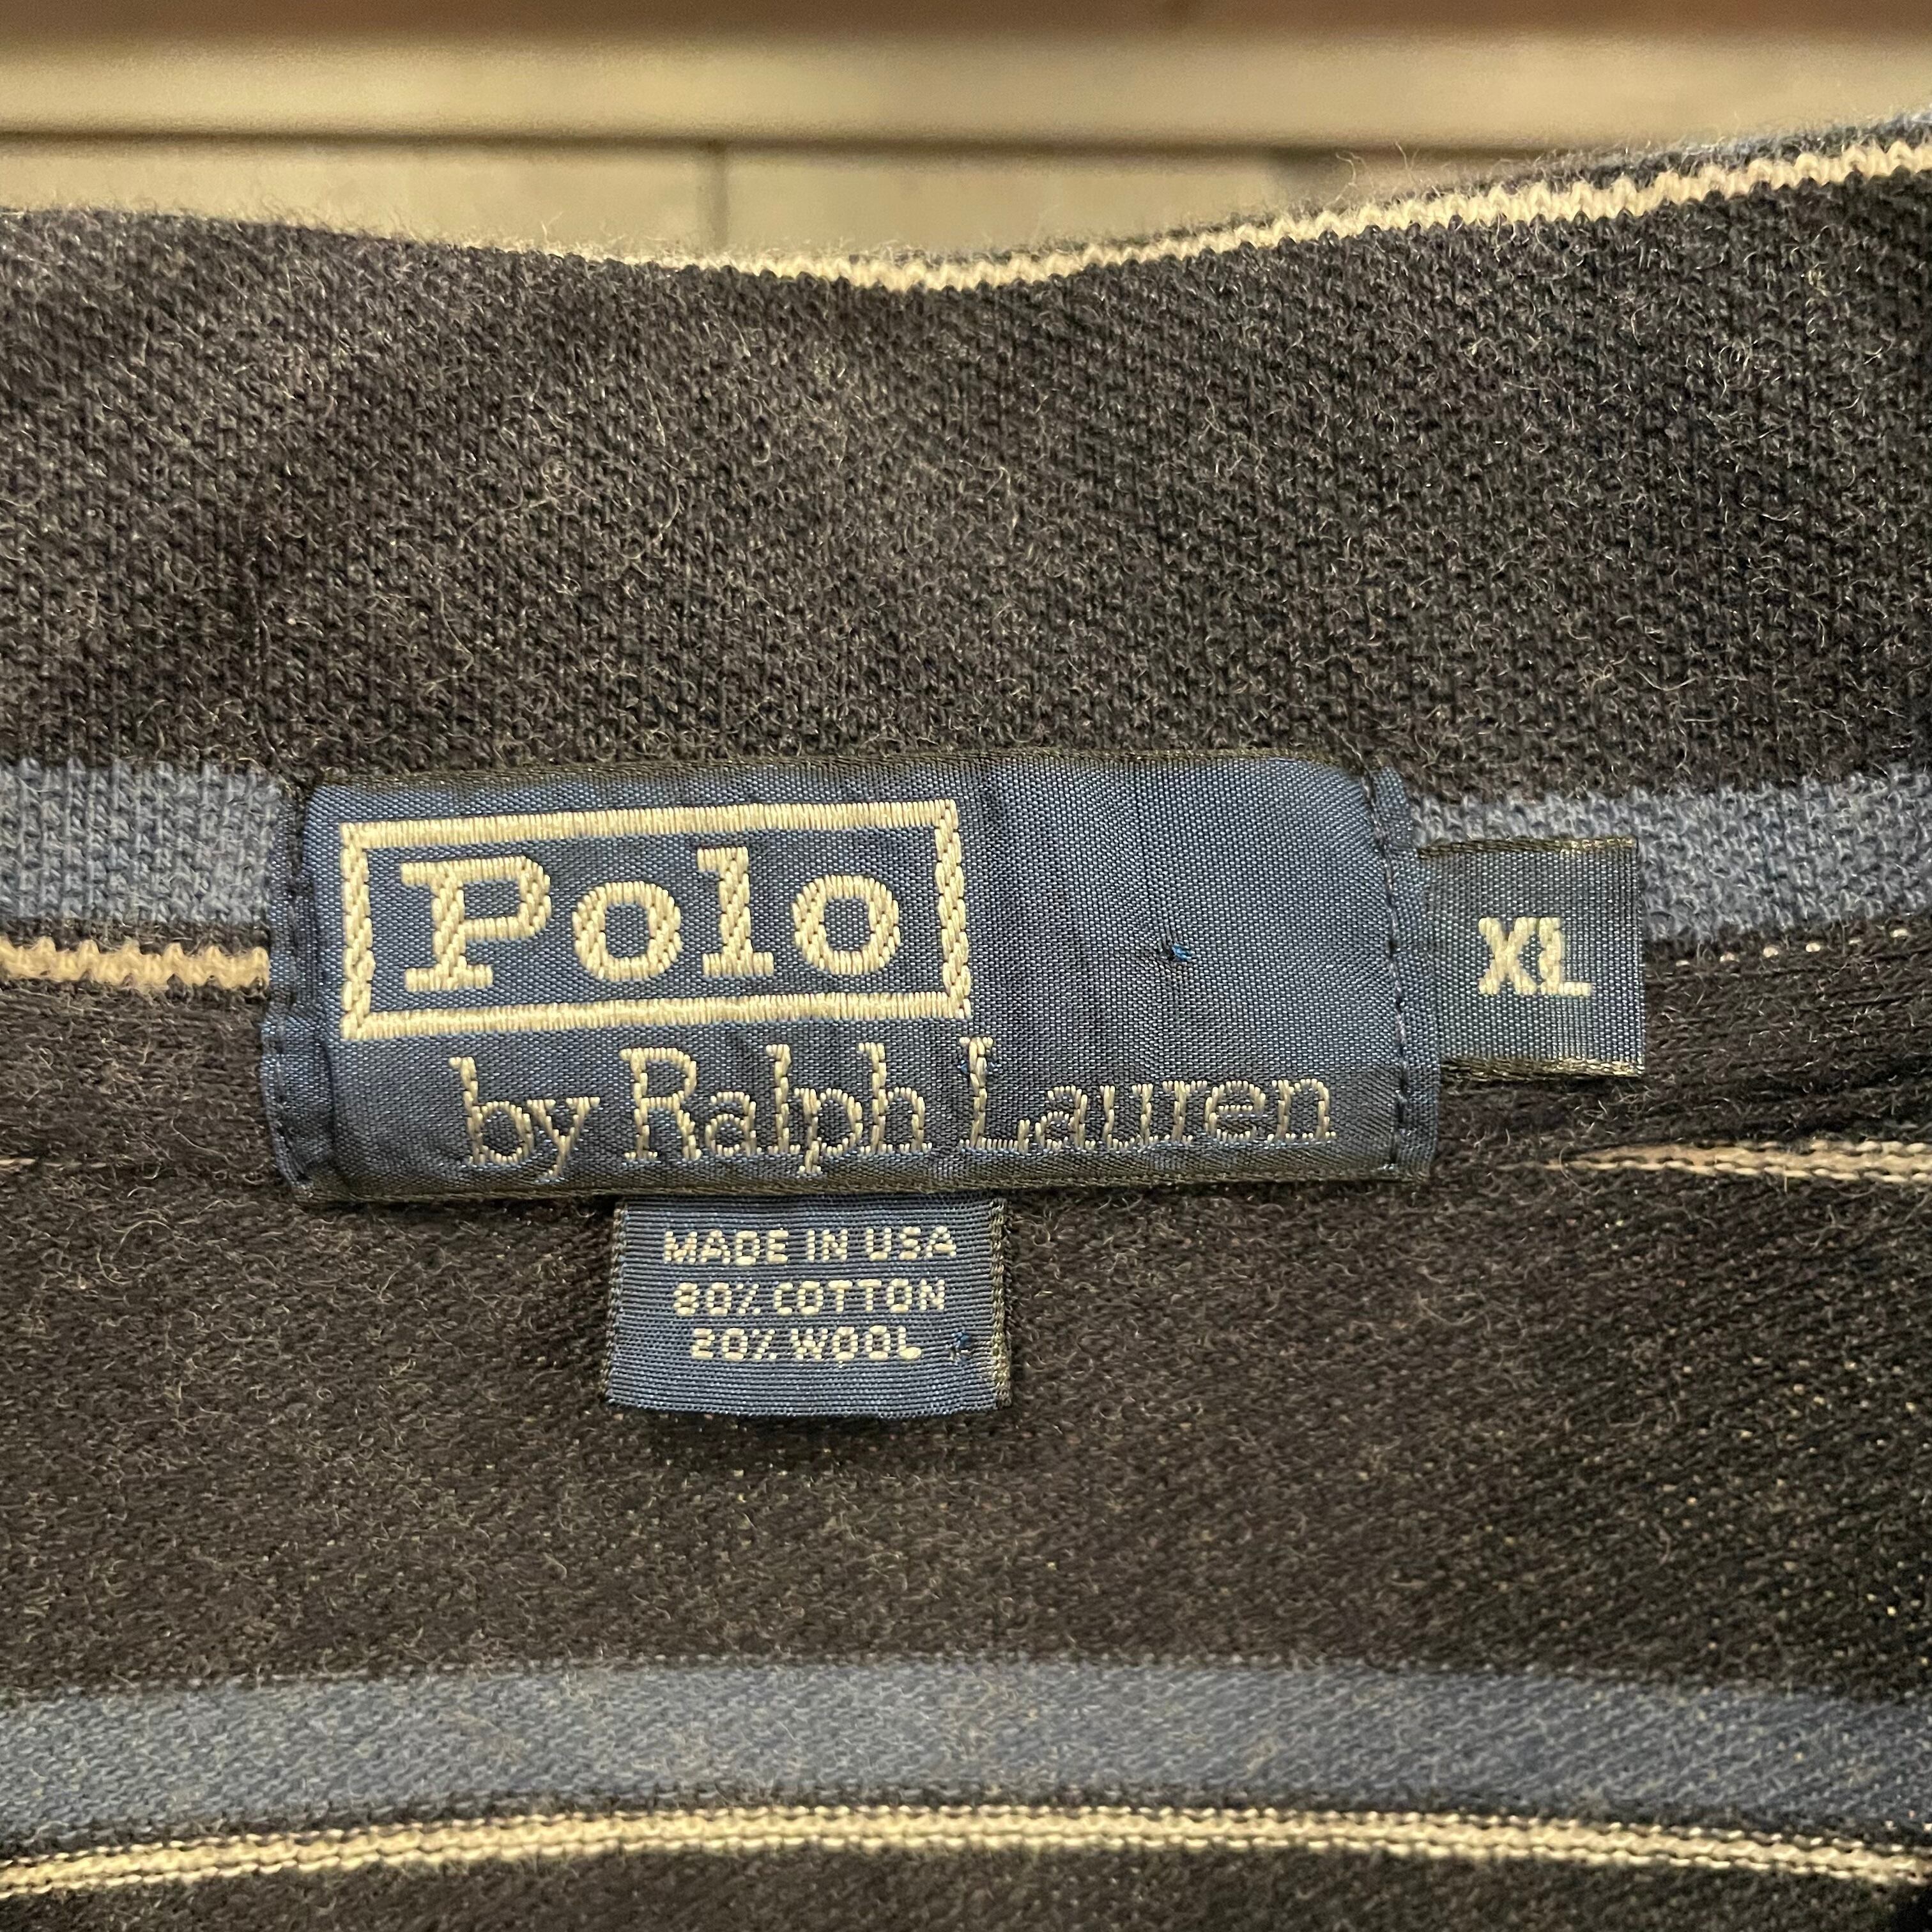 Polo
by Ralph Lauren
XL
MADE IN USA
80% COTTON
20% WOOL